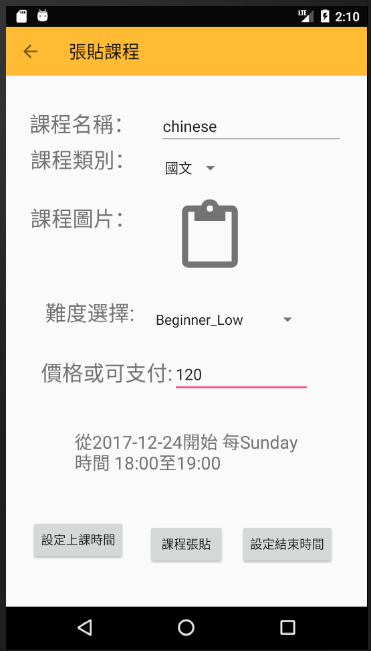 LTE 2:10
張貼課程
課程名稱： chinese
課程類別： 國文
課程圖片：
難度選擇: Beginner_Low
價格或可支付: 120
從2017-12-24開始 每Sunday
時間 18:00至19:00
設定上課時間 課程張貼 設定結束時間